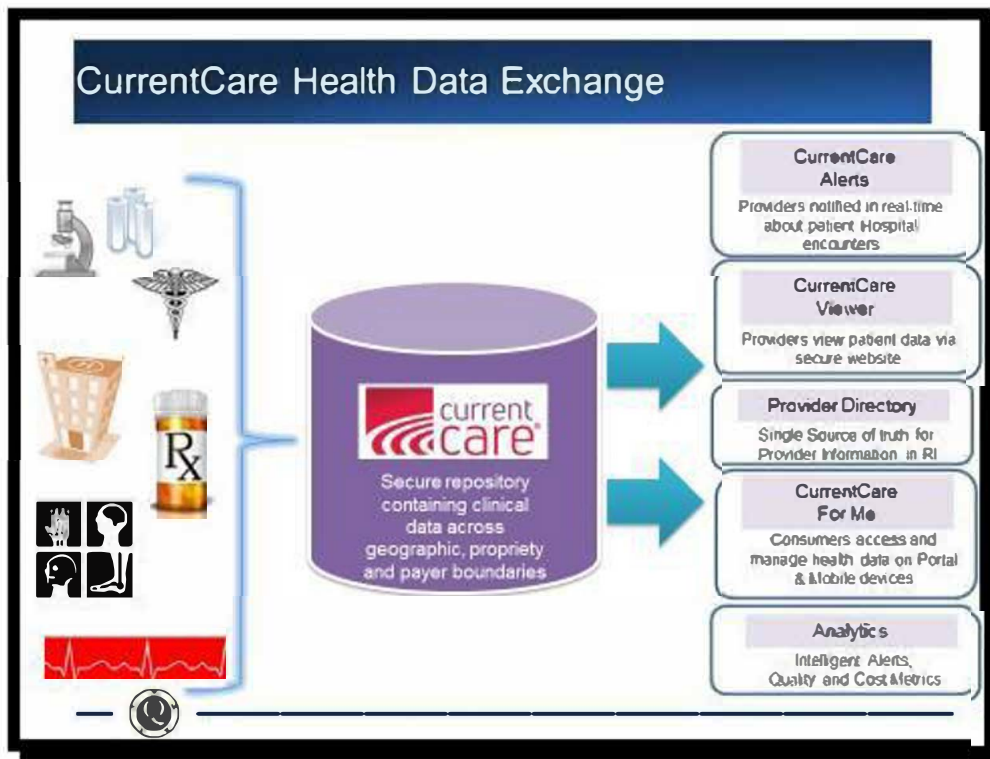 CurrentCare Health Data Exchange
CurrentCare
Alerts
Providers notified in real-time
about patient Hospital
encounters
CurrentCare
Viewer
Providers view patient data via
secure website
Provider Directory
Single Source of truth for
Provider Information in RI
CurrentCare
For Me
Consumers access and
manage health data on Portal
& Mobile devices
Analytics
Intelligent Alerts,
Quality and Cost Metrics
Rx
current
care®
Secure repository
containing clinical
data across
geographic, propriety
and payer boundaries
Q